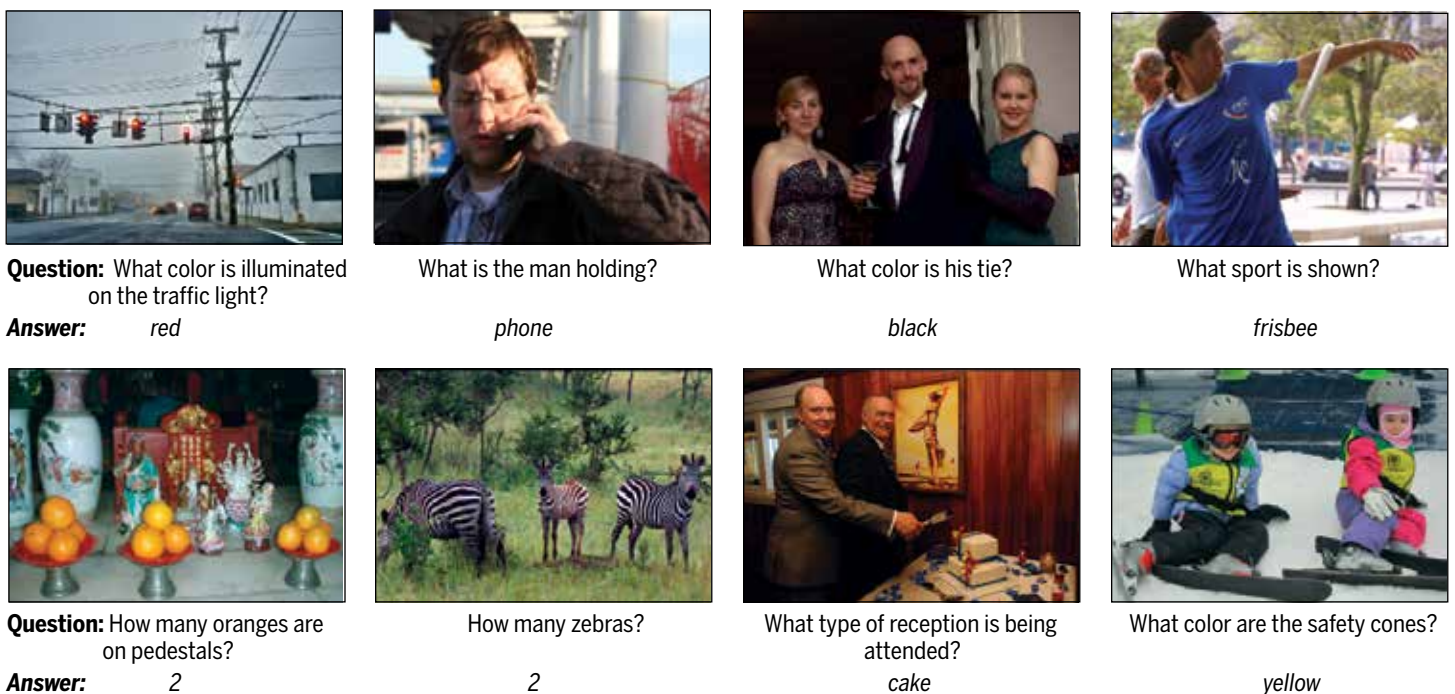 Question: What color is illuminated
on the traffic light?
What is the man holding?
What color is his tie?
What sport is shown?
Answer: red
phone
black
frisbee
Question: How many oranges are
on pedestals?
How many zebras?
What type of reception is being
attended?
What color are the safety cones?
Answer: 2
2
cake
yellow